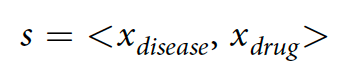 s = <x_disease, x_drug>